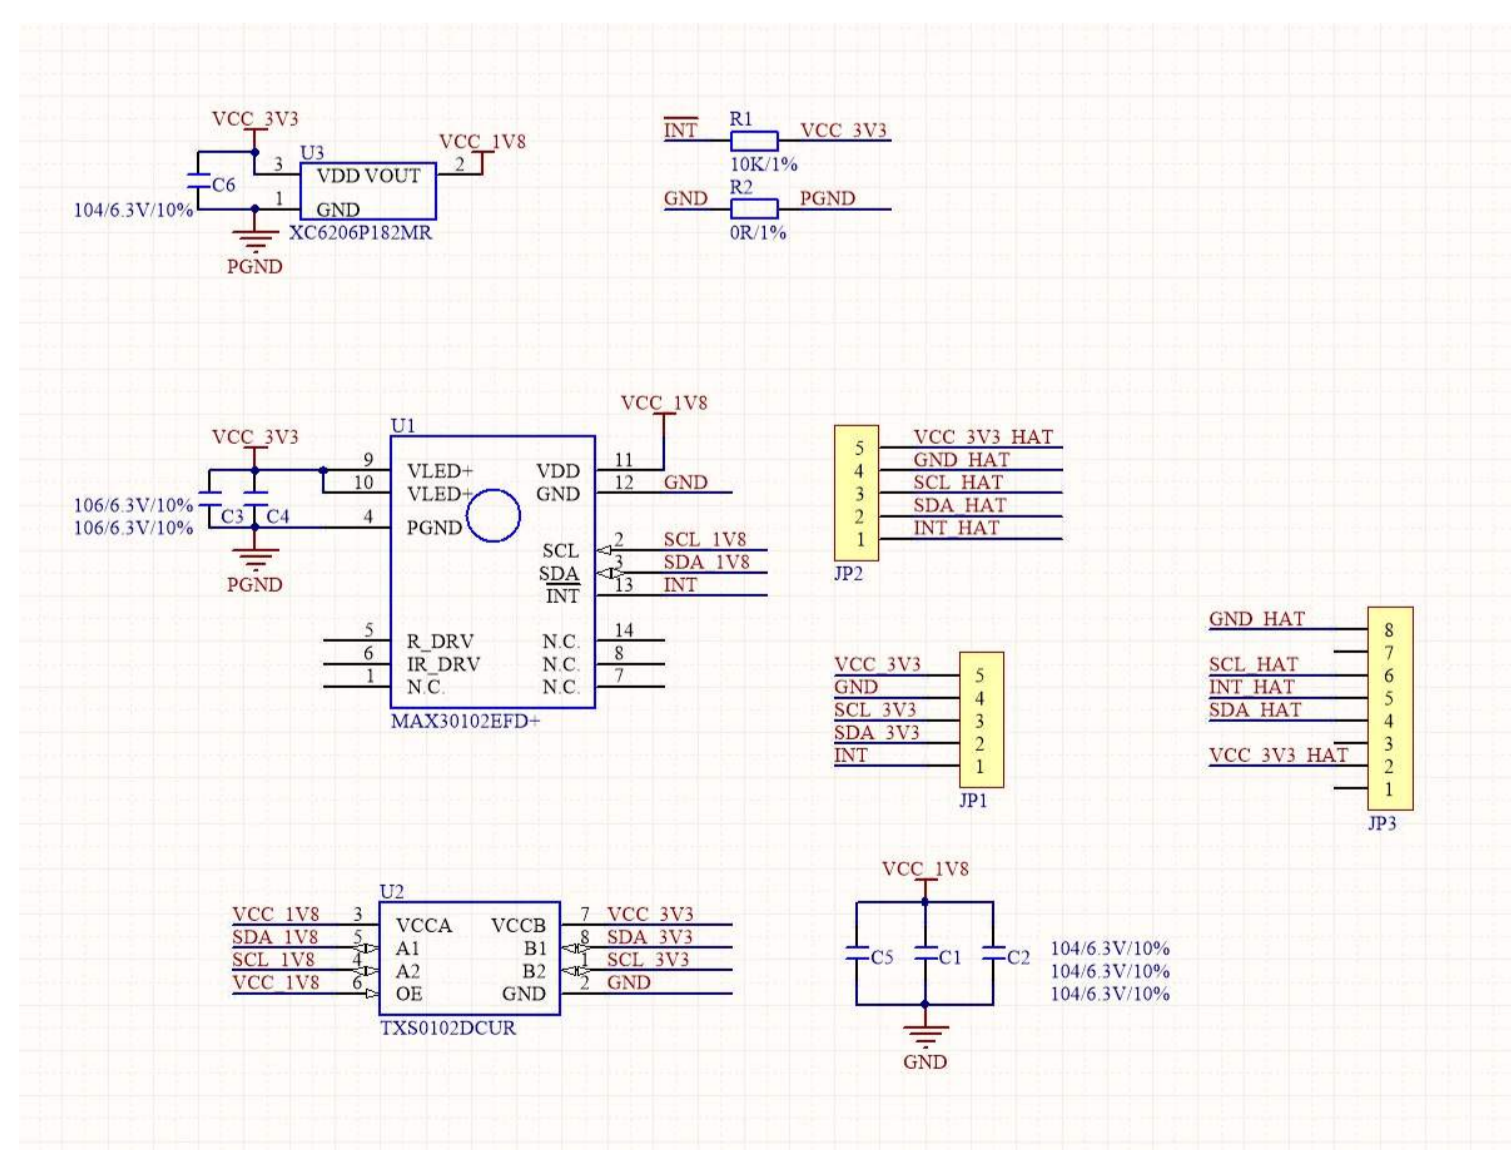 VCC_3V3
U3
VCC_1V8
3
VDD VOUT
2
C6
104/6.3V/10%
1
GND
XC6206P182MR
PGND
INT
R1
VCC_3V3
10K/1%
GND
R2
PGND
0R/1%
VCC_1V8
U1
VCC_3V3
9
VLED+
VDD
11
10
VLED+
GND
12
GND
106/6.3V/10%
C3
C4
4
PGND
106/6.3V/10%
PGND
SCL
2
SCL_1V8
SDA
3
SDA_1V8
INT
13
INT
5
R_DRV
N.C.
14
6
IR_DRV
N.C.
8
1
N.C.
N.C.
7
MAX30102EFD+
5
VCC_3V3_HAT
4
GND_HAT
3
SCL_HAT
2
SDA_HAT
1
INT_HAT
JP2
VCC_3V3
5
GND
4
SCL_3V3
3
SDA_3V3
2
INT
1
JP1
GND_HAT
8
7
SCL_HAT
6
INT_HAT
5
SDA_HAT
4
3
VCC_3V3_HAT
2
1
JP3
U2
VCC_1V8
3
VCCA
VCCB
7
VCC_3V3
SDA_1V8
5
A1
B1
8
SDA_3V3
SCL_1V8
4
A2
B2
1
SCL_3V3
VCC_1V8
6
OE
GND
2
GND
TXS0102DCUR
VCC_1V8
C5
C1
C2
104/6.3V/10%
104/6.3V/10%
104/6.3V/10%
GND